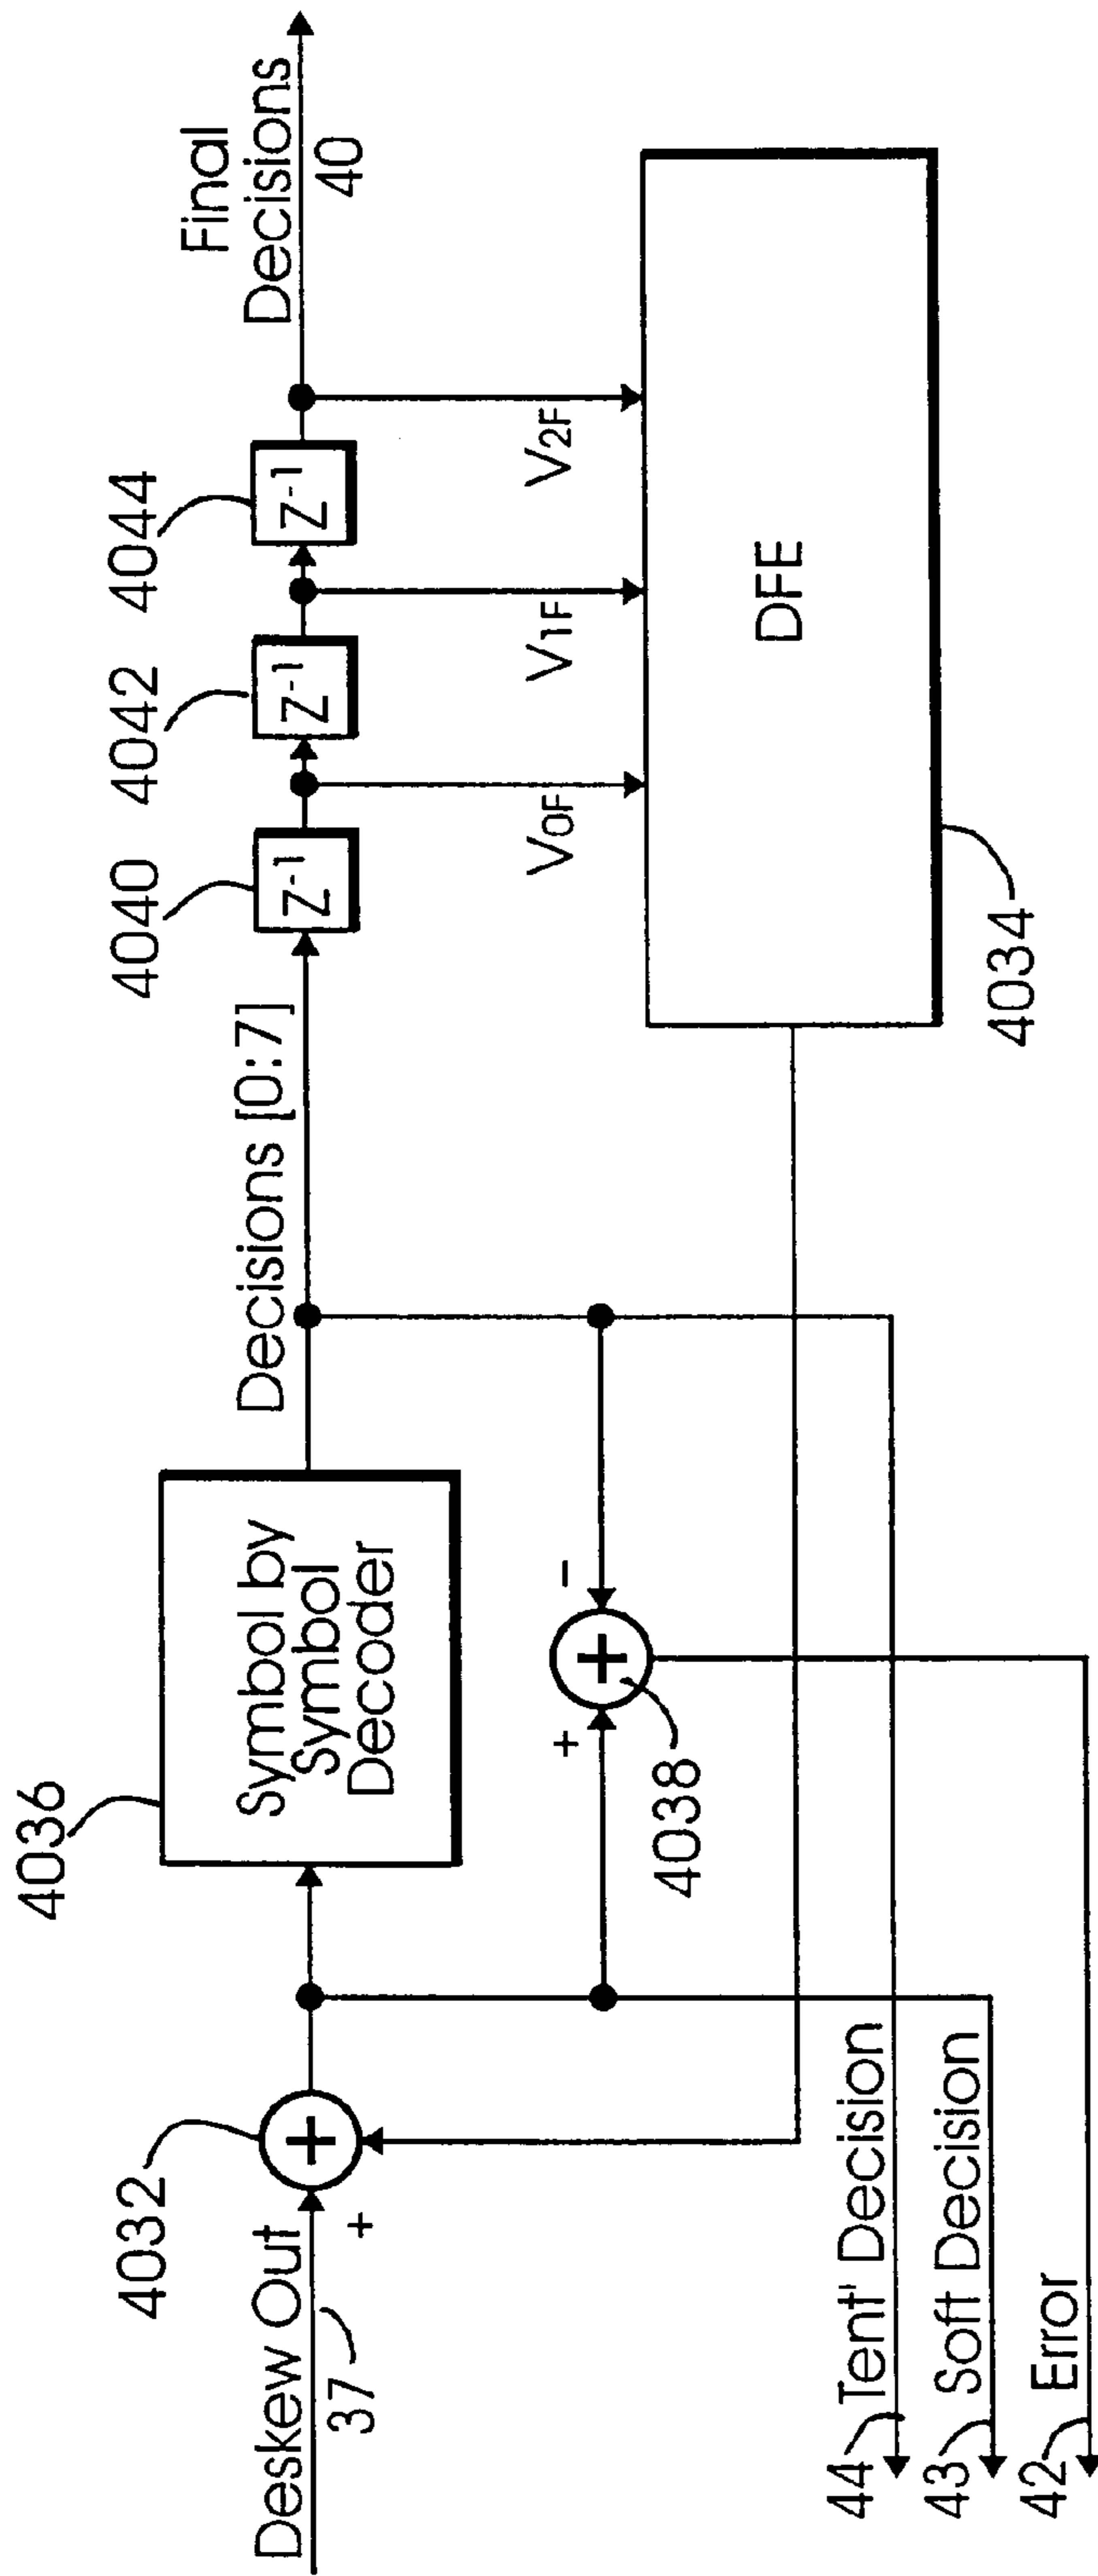 Deskew Out
37
+
4032
+
4036
Symbol by
Symbol
Decoder
Decisions [0:7]
4040
Z-1
4042
Z-1
4044
Z-1
Final
Decisions
40
V0F
V1F
V2F
DFE
4034
+
-
+
4038
44
Tent' Decision
43
Soft Decision
42
Error